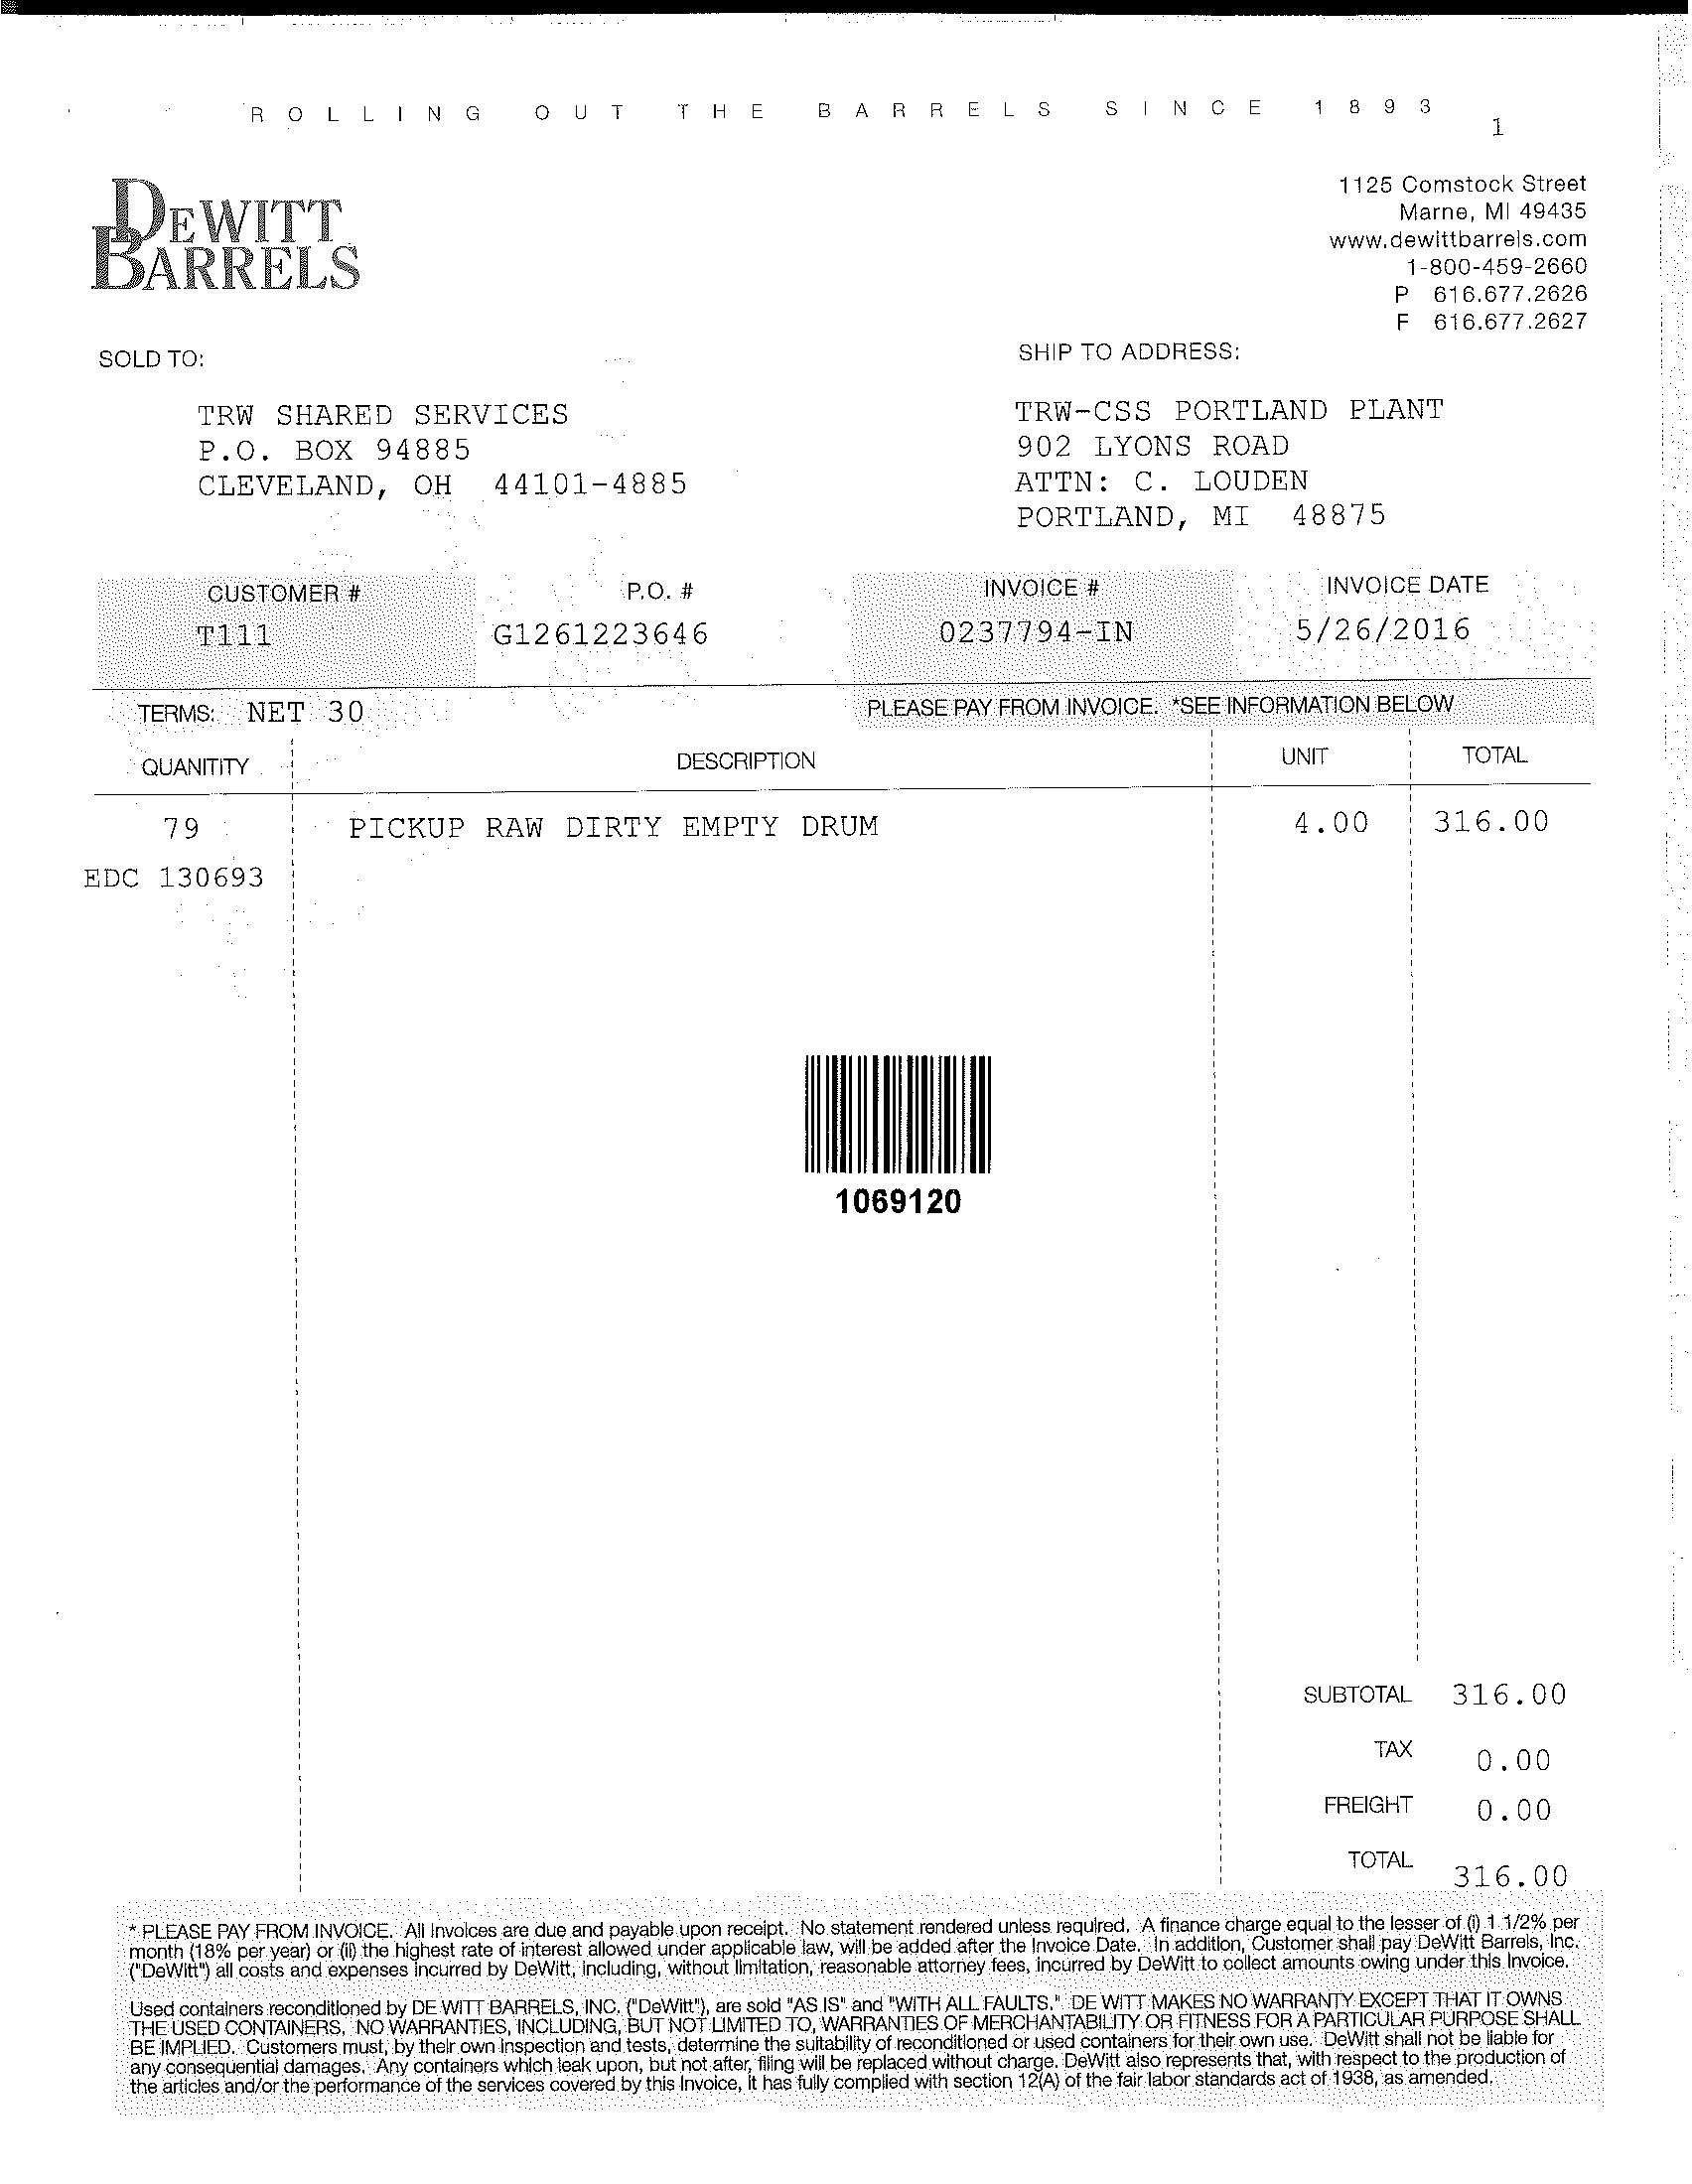 ROLLING OUT THE BARRELS SINCE 1893
1
DEWITT
BARRELS
1125 Comstock Street
Marne, MI 49435
www.dewittbarrels.com
1-800-459-2660
P 616.677.2626
F 616.677.2627
SOLD TO:
TRW SHARED SERVICES
P.O. BOX 94885
CLEVELAND, OH 44101-4885
SHIP TO ADDRESS:
TRW-CSS PORTLAND PLANT
902 LYONS ROAD
ATTN: C. LOUDEN
PORTLAND, MI 48875
CUSTOMER # P.O. # INVOICE # INVOICE DATE
T111 G1261223646 0237794-IN 5/26/2016
TERMS: NET 30 PLEASE PAY FROM INVOICE. *SEE INFORMATION BELOW
QUANITITY DESCRIPTION UNIT TOTAL
79 PICKUP RAW DIRTY EMPTY DRUM 4.00 316.00
EDC 130693
1069120
SUBTOTAL 316.00
TAX 0.00
FREIGHT 0.00
TOTAL 316.00
* PLEASE PAY FROM INVOICE. All Invoices are due and payable upon receipt. No statement rendered unless required. A finance charge equal to the lesser of (i) 1 1/2% per
month (18% per year) or (ii) the highest rate of interest allowed under applicable law, will be added after the Invoice Date. In addition, Customer shall pay DeWitt Barrels, Inc.
("DeWitt") all costs and expenses incurred by DeWitt, including, without limitation, reasonable attorney fees, incurred by DeWitt to collect amounts owing under this Invoice.
Used containers reconditioned by DE WITT BARRELS, INC. ("DeWitt"), are sold "AS IS" and "WITH ALL FAULTS." DE WITT MAKES NO WARRANTY EXCEPT THAT IT OWNS
THE USED CONTAINERS, NO WARRANTIES, INCLUDING, BUT NOT LIMITED TO, WARRANTIES OF MERCHANTABILITY OR FITNESS FOR A PARTICULAR PURPOSE SHALL
BE IMPLIED. Customers must, by their own inspection and tests, determine the suitability of reconditioned or used containers for their own use. DeWitt shall not be liable for
any consequential damages. Any containers which leak upon, but not after, filing will be replaced without charge. DeWitt also represents that, with respect to the production of
the articles and/or the performance of the services covered by this Invoice, it has fully complied with section 12(A) of the fair labor standards act of 1938, as amended.